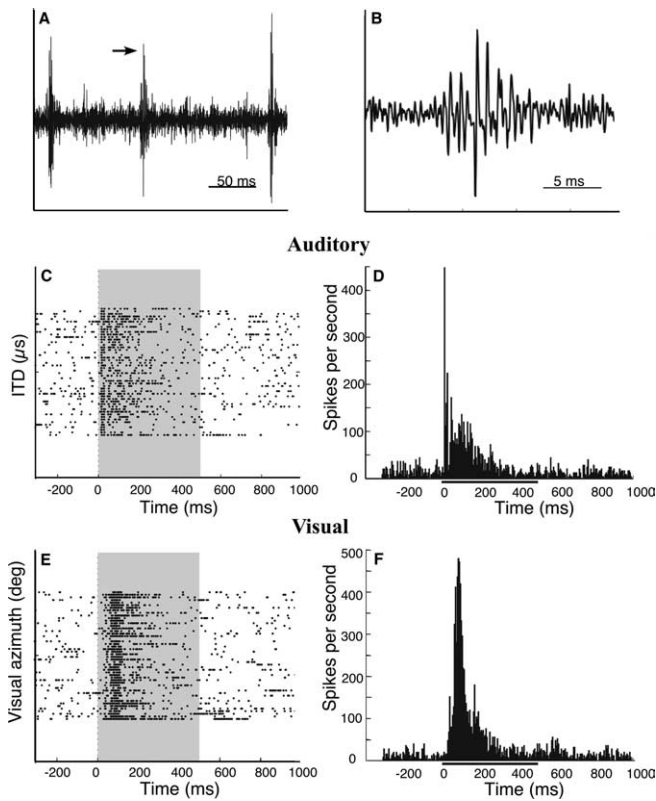 A
50 ms
B
5 ms
Auditory
C
ITD (µs)
-200 0 200 400 600 800 1000
Time (ms)
D
Spikes per second
400
300
200
100
0
-200 0 200 400 600 800 1000
Time (ms)
Visual
E
Visual azimuth (deg)
-200 0 200 400 600 800 1000
Time (ms)
F
Spikes per second
500
400
300
200
100
0
-200 0 200 400 600 800 1000
Time (ms)